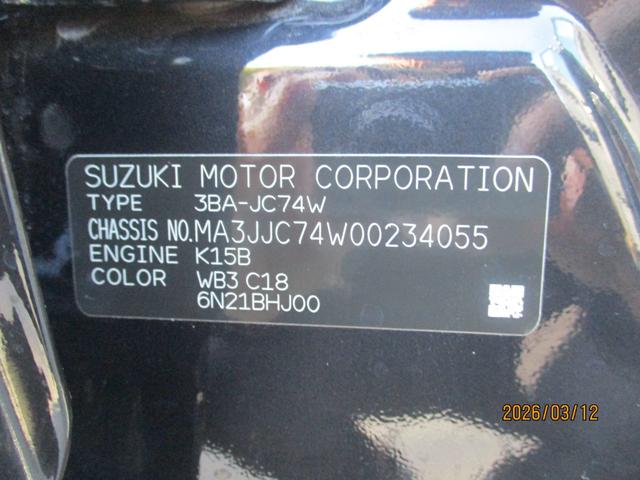 SUZUKI MOTOR CORPORATION
TYPE 3BA-JC74W
CHASSIS NO. MA3JJC74W00234055
ENGINE K15B
COLOR WB3 C18
6N21BHJ00
2026/03/12